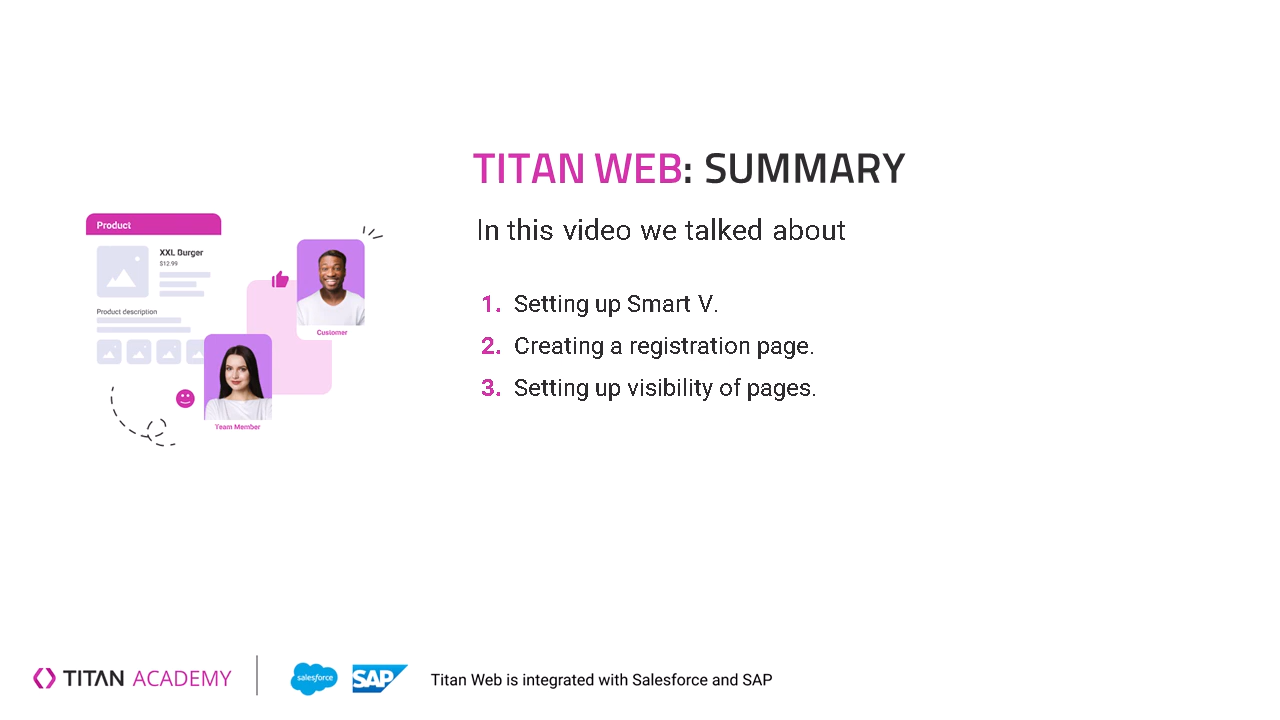 TITAN WEB: SUMMARY
In this video we talked about
1. Setting up Smart V.
2. Creating a registration page.
3. Setting up visibility of pages.
Product
XXL Burger
$12.99
Product description
Customer
Team Member
TITAN ACADEMY
salesforce
SAP
Titan Web is integrated with Salesforce and SAP